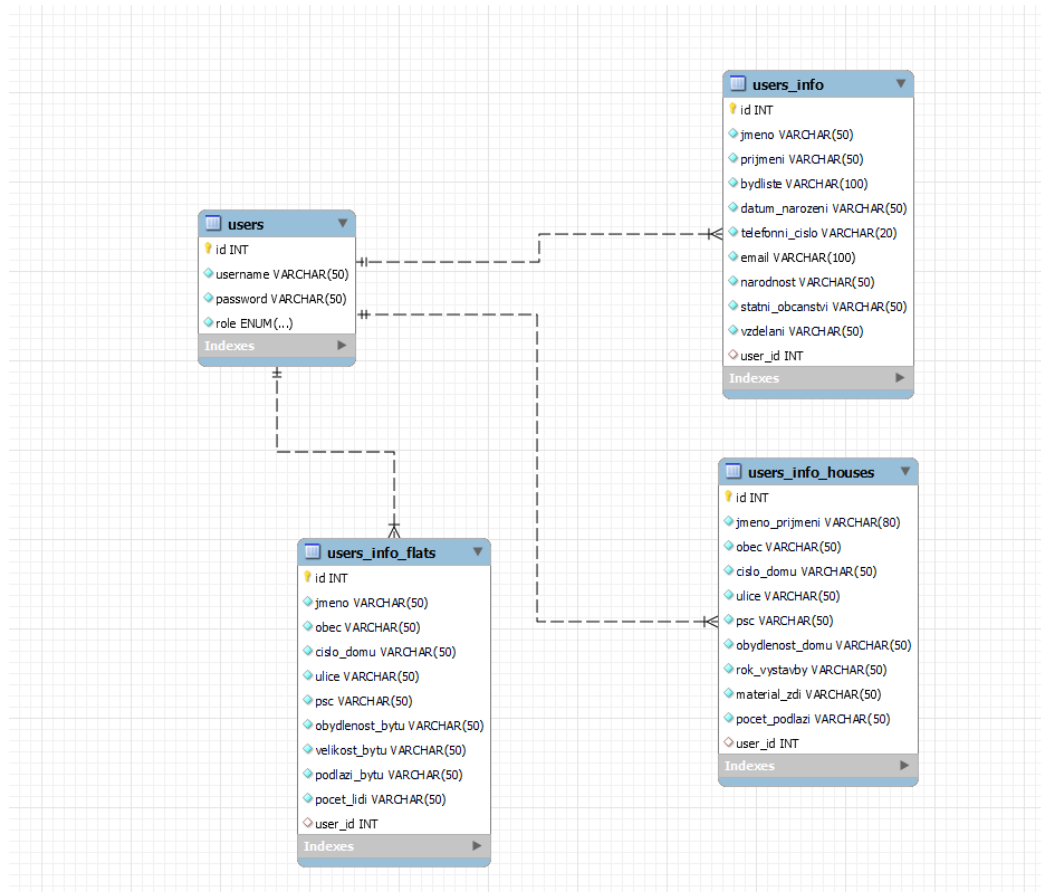 users
id INT
username VARCHAR(50)
password VARCHAR(50)
role ENUM(...)
Indexes
users_info
id INT
jmeno VARCHAR(50)
prijmeni VARCHAR(50)
bydliste VARCHAR(100)
datum_narozeni VARCHAR(50)
telefonni_cislo VARCHAR(20)
email VARCHAR(100)
narodnost VARCHAR(50)
statni_obcanstvi VARCHAR(50)
vzdelani VARCHAR(50)
user_id INT
Indexes
users_info_flats
id INT
jmeno VARCHAR(50)
obec VARCHAR(50)
cislo_domu VARCHAR(50)
ulice VARCHAR(50)
psc VARCHAR(50)
obydlenost_bytu VARCHAR(50)
velikost_bytu VARCHAR(50)
podlazi_bytu VARCHAR(50)
pocet_lidi VARCHAR(50)
user_id INT
Indexes
users_info_houses
id INT
jmeno_prijmeni VARCHAR(80)
obec VARCHAR(50)
cislo_domu VARCHAR(50)
ulice VARCHAR(50)
psc VARCHAR(50)
obydlenost_domu VARCHAR(50)
rok_vystavby VARCHAR(50)
material_zdi VARCHAR(50)
pocet_podlazi VARCHAR(50)
user_id INT
Indexes